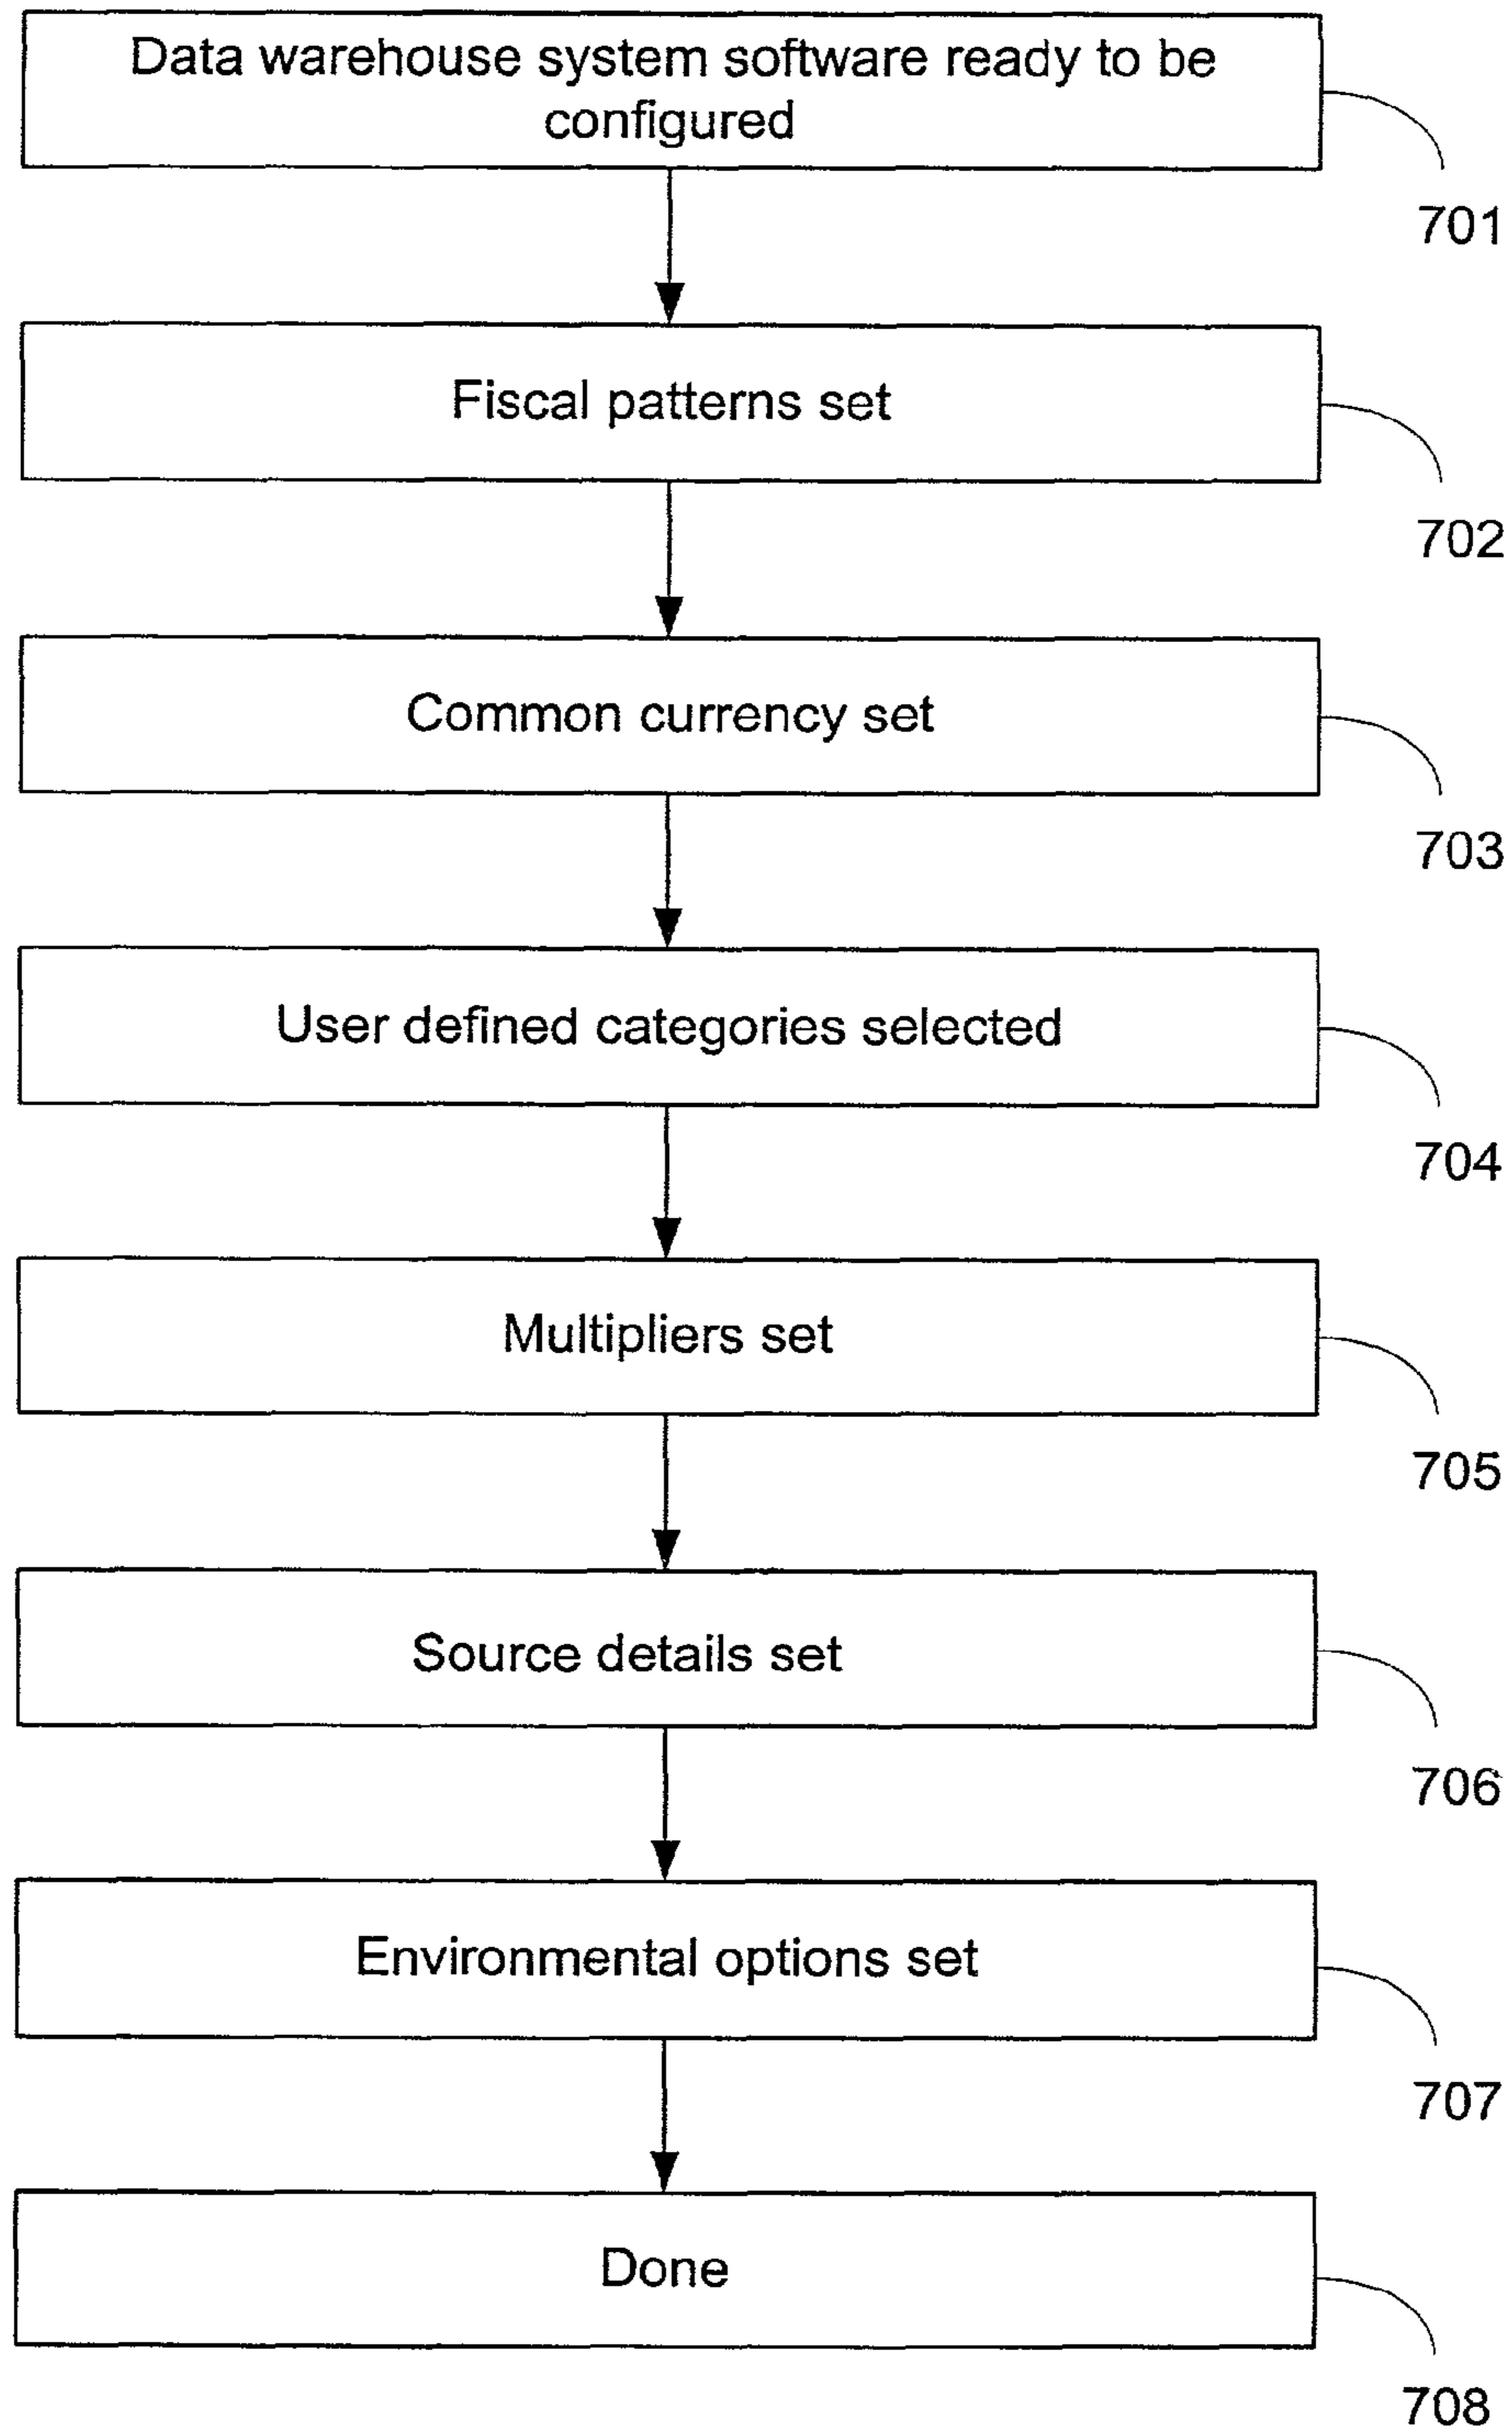 Data warehouse system software ready to be
configured
701
Fiscal patterns set
702
Common currency set
703
User defined categories selected
704
Multipliers set
705
Source details set
706
Environmental options set
707
Done
708